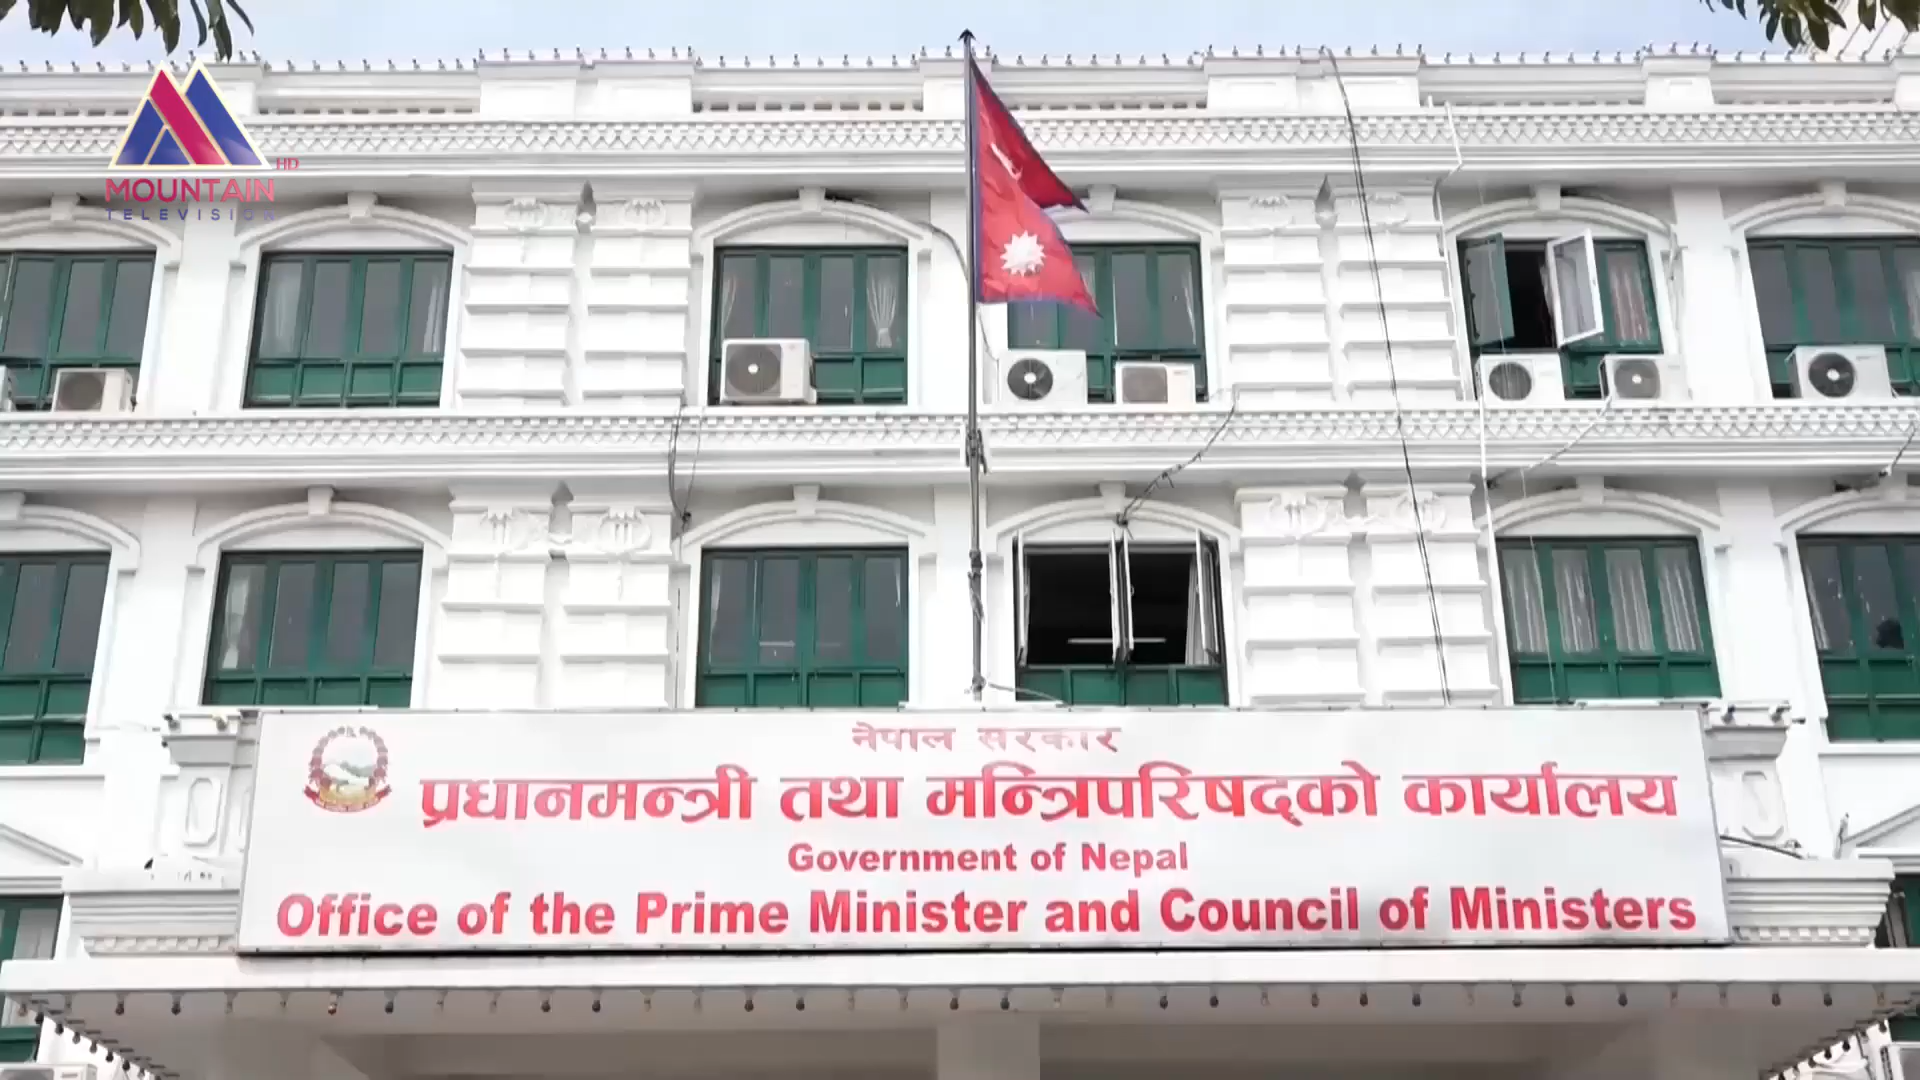 MOUNTAIN HD
TELEVISION
नेपाल सरकार
प्रधानमन्त्री तथा मन्त्रिपरिषद्को कार्यालय
Government of Nepal
Office of the Prime Minister and Council of Ministers